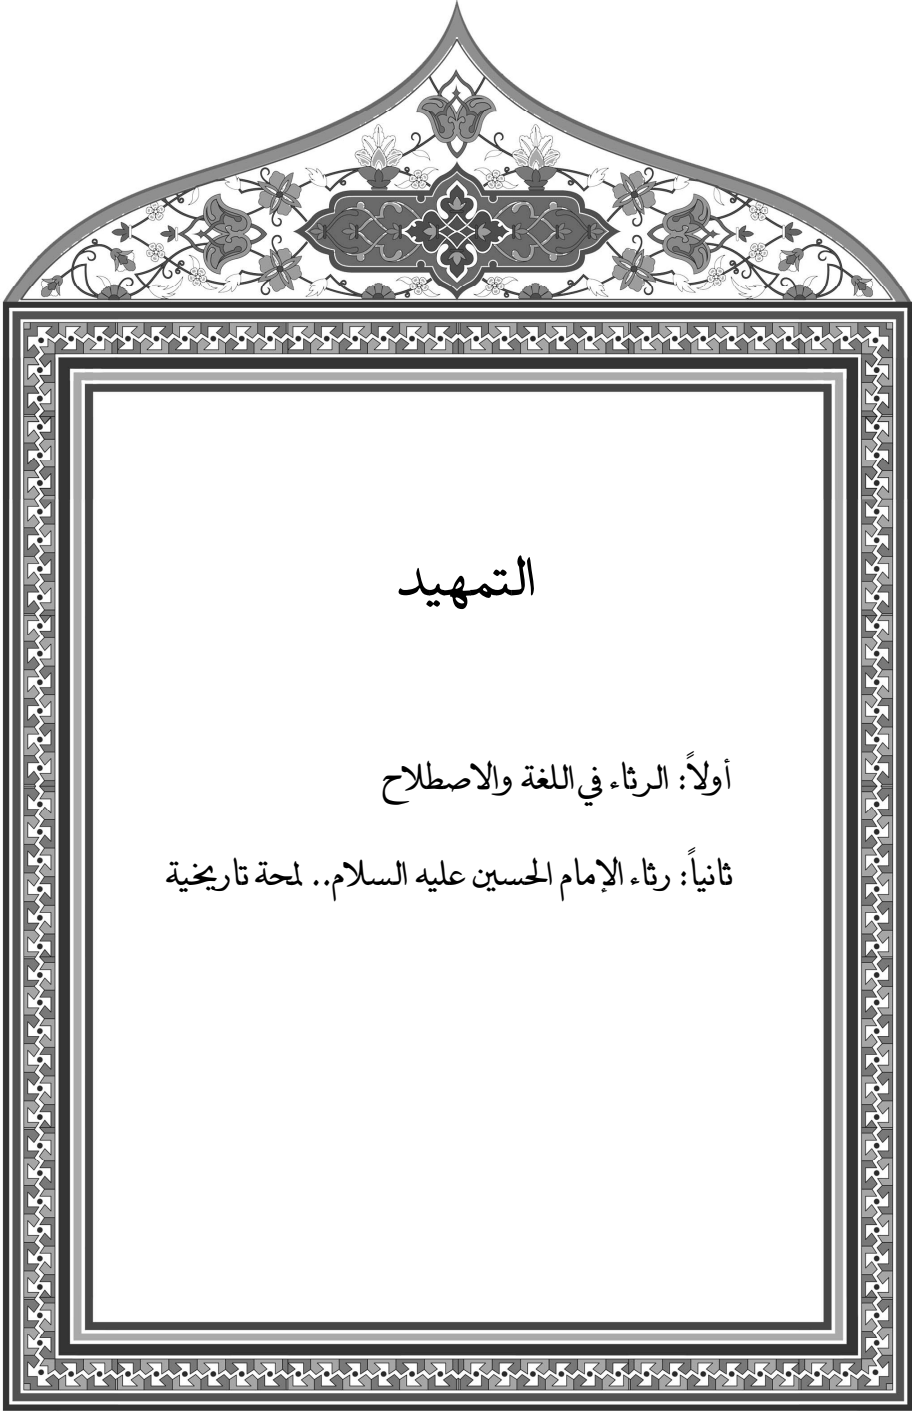 التمهيد
أولاً: الرثاء في اللغة والاصطلاح
ثانياً: رثاء الإمام الحسين عليه السلام.. لمحة تاريخية